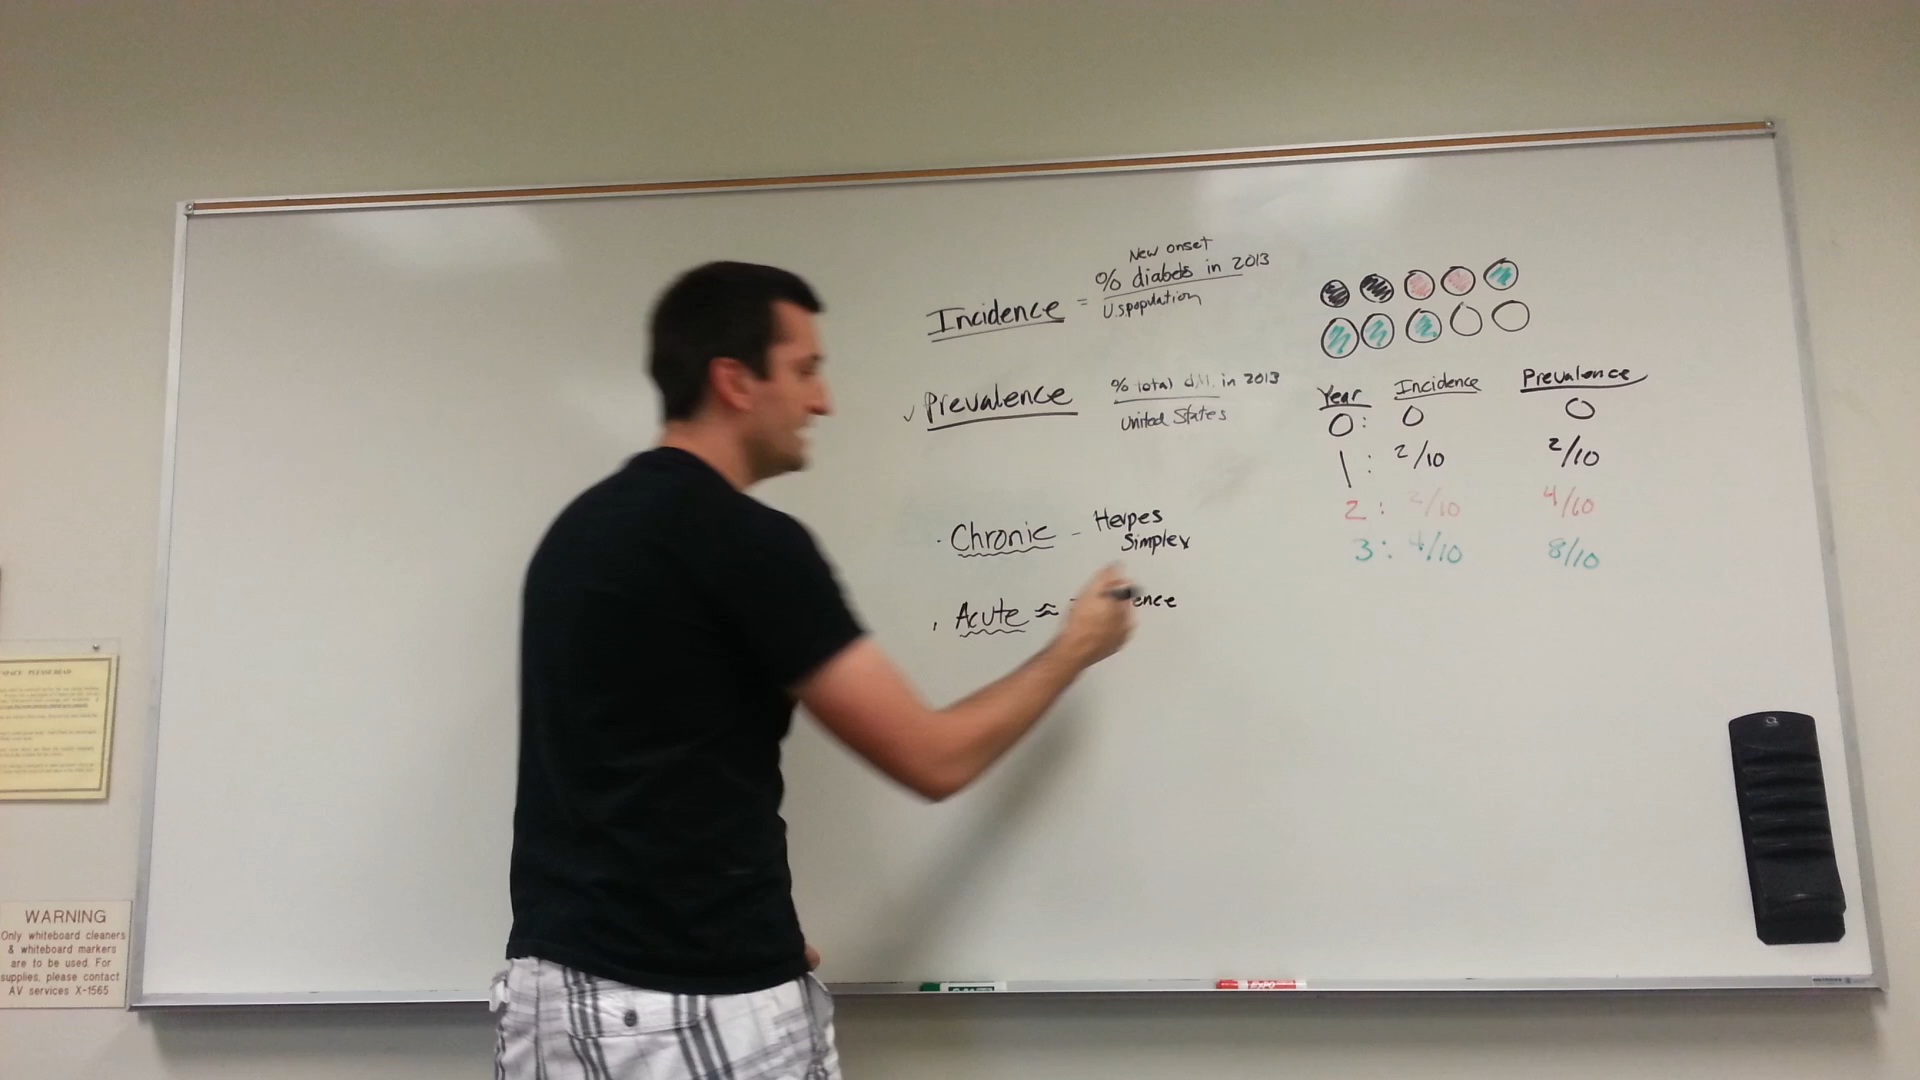 New onset
% diabets in 2013
Incidence =
U.S population
Prevalence
% total d.M. in 2013
United States
Year Incidence Prevalence
0: 0 0
1: 2/10 2/10
2: 2/10 4/10
3: 4/10 8/10
Chronic - Herpes
Simplex
Acute ≈
ence
WARNING
Only whiteboard cleaners
& whiteboard markers
are to be used. For
supplies, please contact
AV services X-1565
EXPO